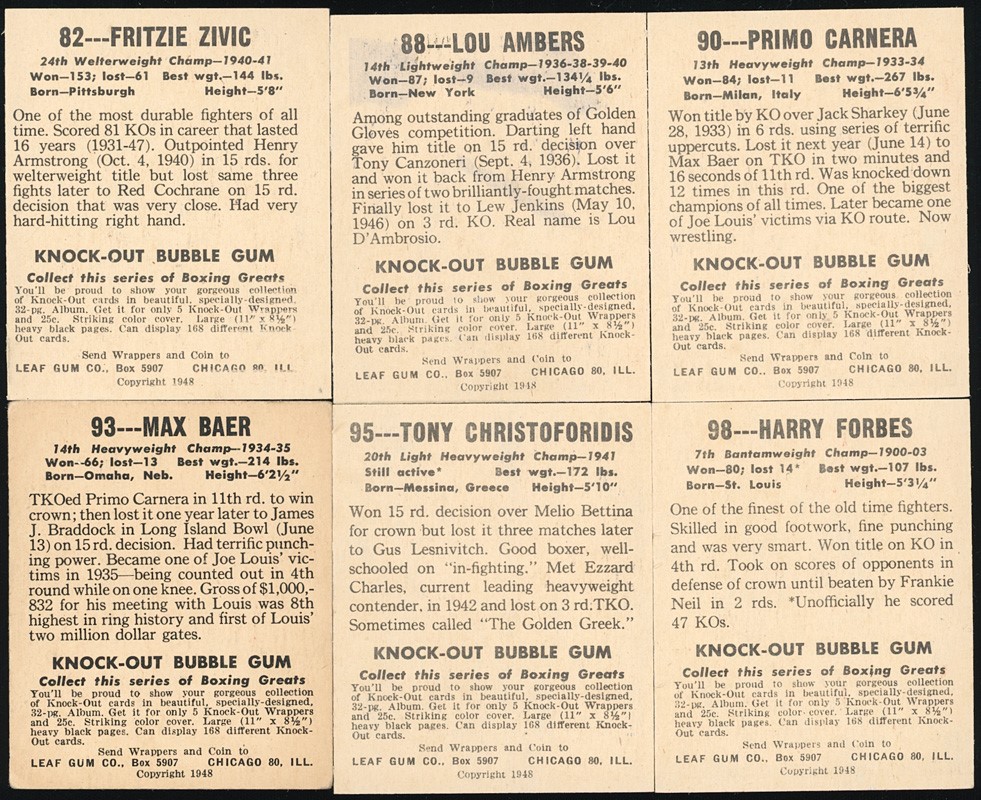 82---FRITZIE ZIVIC
24th Welterweight Champ—1940-41
Won—153; lost—61 Best wgt.—144 lbs.
Born—Pittsburgh Height—5'8"
One of the most durable fighters of all
time. Scored 81 KOs in career that lasted
16 years (1931-47). Outpointed Henry
Armstrong (Oct. 4, 1940) in 15 rds. for
welterweight title but lost same three
fights later to Red Cochrane on 15 rd.
decision that was very close. Had very
hard-hitting right hand.
KNOCK-OUT BUBBLE GUM
Collect this series of Boxing Greats
You'll be proud to show your gorgeous collection
of Knock-Out cards in beautiful, specially-designed,
32-pg. Album. Get it for only 5 Knock-Out Wrappers
and 25c. Striking color cover. Large (11" x 8½")
heavy black pages. Can display 168 different Knock-
Out cards.
Send Wrappers and Coin to
LEAF GUM CO., Box 5907 CHICAGO 80, ILL.
Copyright 1948
88---LOU AMBERS
14th Lightweight Champ—1936-38-39-40
Won—87; lost—9 Best wgt.—134¼ lbs.
Born—New York Height—5'6"
Among outstanding graduates of Golden
Gloves competition. Darting left hand
gave him title on 15 rd. decision over
Tony Canzoneri (Sept. 4, 1936). Lost it
and won it back from Henry Armstrong
in series of two brilliantly-fought matches.
Finally lost it to Lew Jenkins (May 10,
1946) on 3 rd. KO. Real name is Lou
D'Ambrosio.
KNOCK-OUT BUBBLE GUM
Collect this series of Boxing Greats
You'll be proud to show your gorgeous collection
of Knock-Out cards in beautiful, specially-designed,
32-pg. Album. Get it for only 5 Knock-Out Wrappers
and 25c. Striking color cover. Large (11" x 8½")
heavy black pages. Can display 168 different Knock-
Out cards.
Send Wrappers and Coin to
LEAF GUM CO., Box 5907 CHICAGO 80, ILL.
Copyright 1948
90---PRIMO CARNERA
13th Heavyweight Champ—1933-34
Won—84; lost—11 Best wgt.—267 lbs.
Born—Milan, Italy Height—6'5¾"
Won title by KO over Jack Sharkey (June
28, 1933) in 6 rds. using series of terrific
uppercuts. Lost it next year (June 14) to
Max Baer on TKO in two minutes and
16 seconds of 11th rd. Was knocked down
12 times in this rd. One of the biggest
champions of all times. Later became one
of Joe Louis' victims via KO route. Now
wrestling.
KNOCK-OUT BUBBLE GUM
Collect this series of Boxing Greats
You'll be proud to show your gorgeous collection
of Knock-Out cards in beautiful, specially-designed,
32-pg. Album. Get it for only 5 Knock-Out Wrappers
and 25c. Striking color cover. Large (11" x 8½")
heavy black pages. Can display 168 different Knock-
Out cards.
Send Wrappers and Coin to
LEAF GUM CO., Box 5907 CHICAGO 80, ILL.
Copyright 1948
93---MAX BAER
14th Heavyweight Champ—1934-35
Won--66; lost—13 Best wgt.—214 lbs.
Born—Omaha, Neb. Height—6'2½"
TKOed Primo Carnera in 11th rd. to win
crown; then lost it one year later to James
J. Braddock in Long Island Bowl (June
13) on 15 rd. decision. Had terrific punch-
ing power. Became one of Joe Louis' vic-
tims in 1935—being counted out in 4th
round while on one knee. Gross of $1,000,-
832 for his meeting with Louis was 8th
highest in ring history and first of Louis'
two million dollar gates.
KNOCK-OUT BUBBLE GUM
Collect this series of Boxing Greats
You'll be proud to show your gorgeous collection
of Knock-Out cards in beautiful, specially-designed,
32-pg. Album. Get it for only 5 Knock-Out Wrappers
and 25c. Striking color cover. Large (11" x 8½")
heavy black pages. Can display 168 different Knock-
Out cards.
Send Wrappers and Coin to
LEAF GUM CO., Box 5907 CHICAGO 80, ILL.
Copyright 1948
95---TONY CHRISTOFORIDIS
20th Light Heavyweight Champ—1941
Still active* Best wgt.—172 lbs.
Born—Messina, Greece Height—5'10"
Won 15 rd. decision over Melio Bettina
for crown but lost it three matches later
to Gus Lesnivitch. Good boxer, well-
schooled on "in-fighting." Met Ezzard
Charles, current leading heavyweight
contender, in 1942 and lost on 3 rd. TKO.
Sometimes called "The Golden Greek."
KNOCK-OUT BUBBLE GUM
Collect this series of Boxing Greats
You'll be proud to show your gorgeous collection
of Knock-Out cards in beautiful, specially-designed,
32-pg. Album. Get it for only 5 Knock-Out Wrappers
and 25c. Striking color cover. Large (11" x 8½")
heavy black pages. Can display 168 different Knock-
Out cards.
Send Wrappers and Coin to
LEAF GUM CO., Box 5907 CHICAGO 80, ILL.
Copyright 1948
98---HARRY FORBES
7th Bantamweight Champ—1900-03
Won—80; lost 14* Best wgt.—107 lbs.
Born—St. Louis Height—5'3¼"
One of the finest of the old time fighters.
Skilled in good footwork, fine punching
and was very smart. Won title on KO in
4th rd. Took on scores of opponents in
defense of crown until beaten by Frankie
Neil in 2 rds. *Unofficially he scored
47 KOs.
KNOCK-OUT BUBBLE GUM
Collect this series of Boxing Greats
You'll be proud to show your gorgeous collection
of Knock-Out cards in beautiful, specially-designed,
32-pg. Album. Get it for only 5 Knock-Out Wrappers
and 25c. Striking color cover. Large (11" x 8½")
heavy black pages. Can display 168 different Knock-
Out cards.
Send Wrappers and Coin to
LEAF GUM CO., Box 5907 CHICAGO 80, ILL.
Copyright 1948